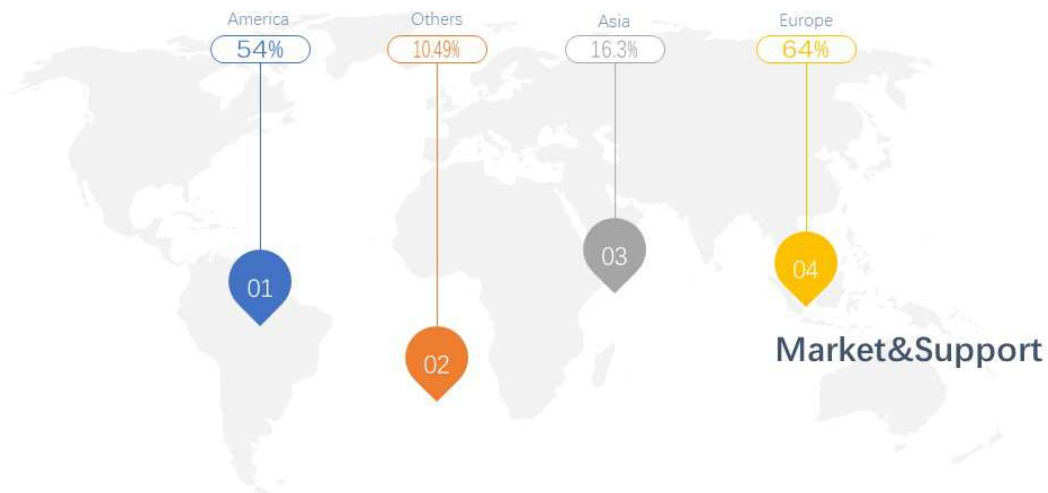 America
Others
Asia
Europe
54%
10.49%
16.3%
64%
01
02
03
04
Market&Support